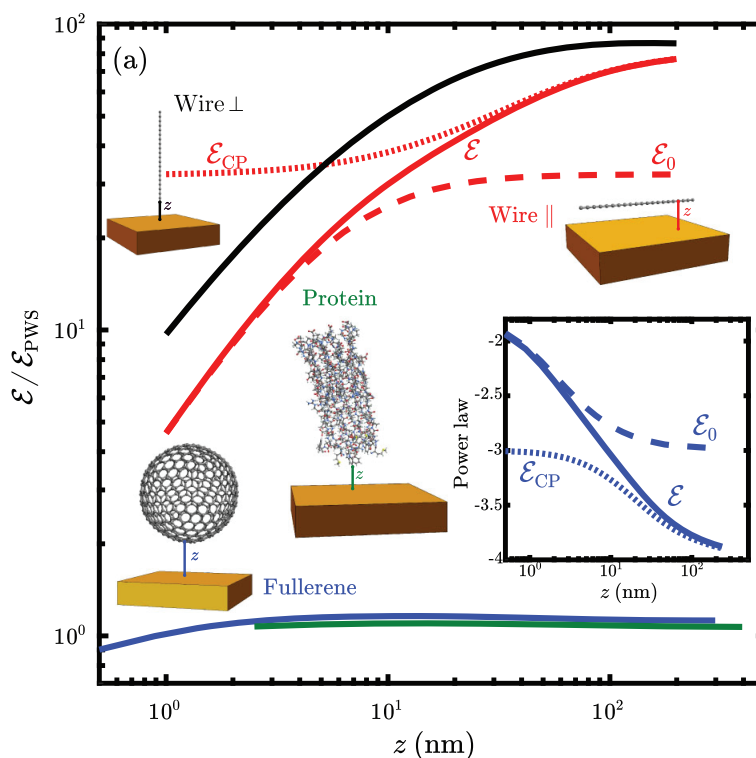 (a)
10²
10¹
10⁰
ℰ / ℰ_PWS
Wire ⊥
z
ℰ_CP
ℰ
ℰ₀
Wire ∥
z
Protein
z
z
Fullerene
-2
-2.5
-3
-3.5
-4
Power law
ℰ₀
ℰ_CP
ℰ
10⁰
10¹
10²
z (nm)
10⁰
10¹
10²
z (nm)